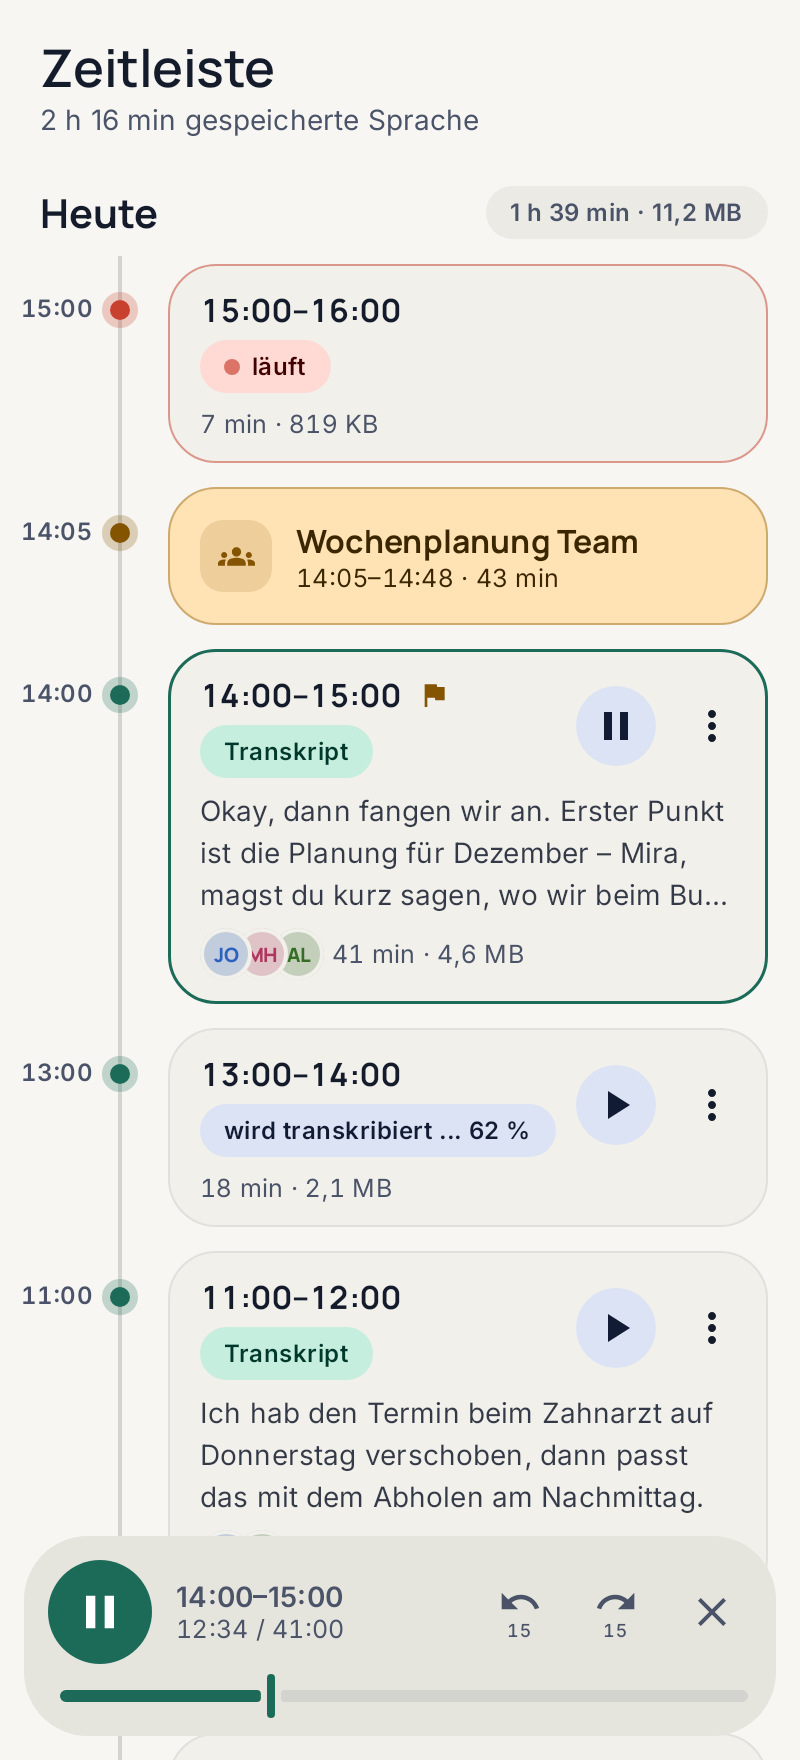 Zeitleiste
2 h 16 min gespeicherte Sprache
Heute
1 h 39 min · 11,2 MB
15:00
15:00–16:00
läuft
7 min · 819 KB
14:05
Wochenplanung Team
14:05–14:48 · 43 min
14:00
14:00–15:00
Transkript
Okay, dann fangen wir an. Erster Punkt
ist die Planung für Dezember – Mira,
magst du kurz sagen, wo wir beim Bu...
JO MH AL 41 min · 4,6 MB
13:00
13:00–14:00
wird transkribiert ... 62 %
18 min · 2,1 MB
11:00
11:00–12:00
Transkript
Ich hab den Termin beim Zahnarzt auf
Donnerstag verschoben, dann passt
das mit dem Abholen am Nachmittag.
14:00–15:00
12:34 / 41:00
15
15